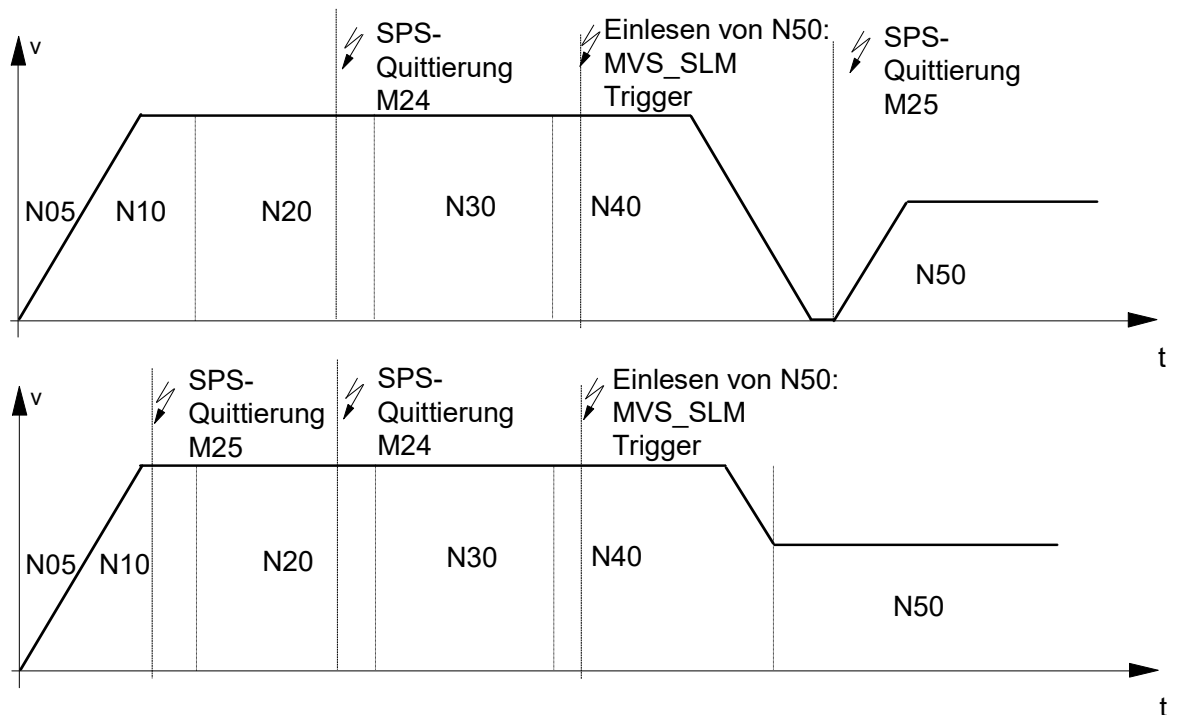 v
SPS-
Quittierung
M24
Einlesen von N50:
MVS_SLM
Trigger
SPS-
Quittierung
M25
N05
N10
N20
N30
N40
N50
t
v
SPS-
Quittierung
M25
SPS-
Quittierung
M24
Einlesen von N50:
MVS_SLM
Trigger
N05
N10
N20
N30
N40
N50
t